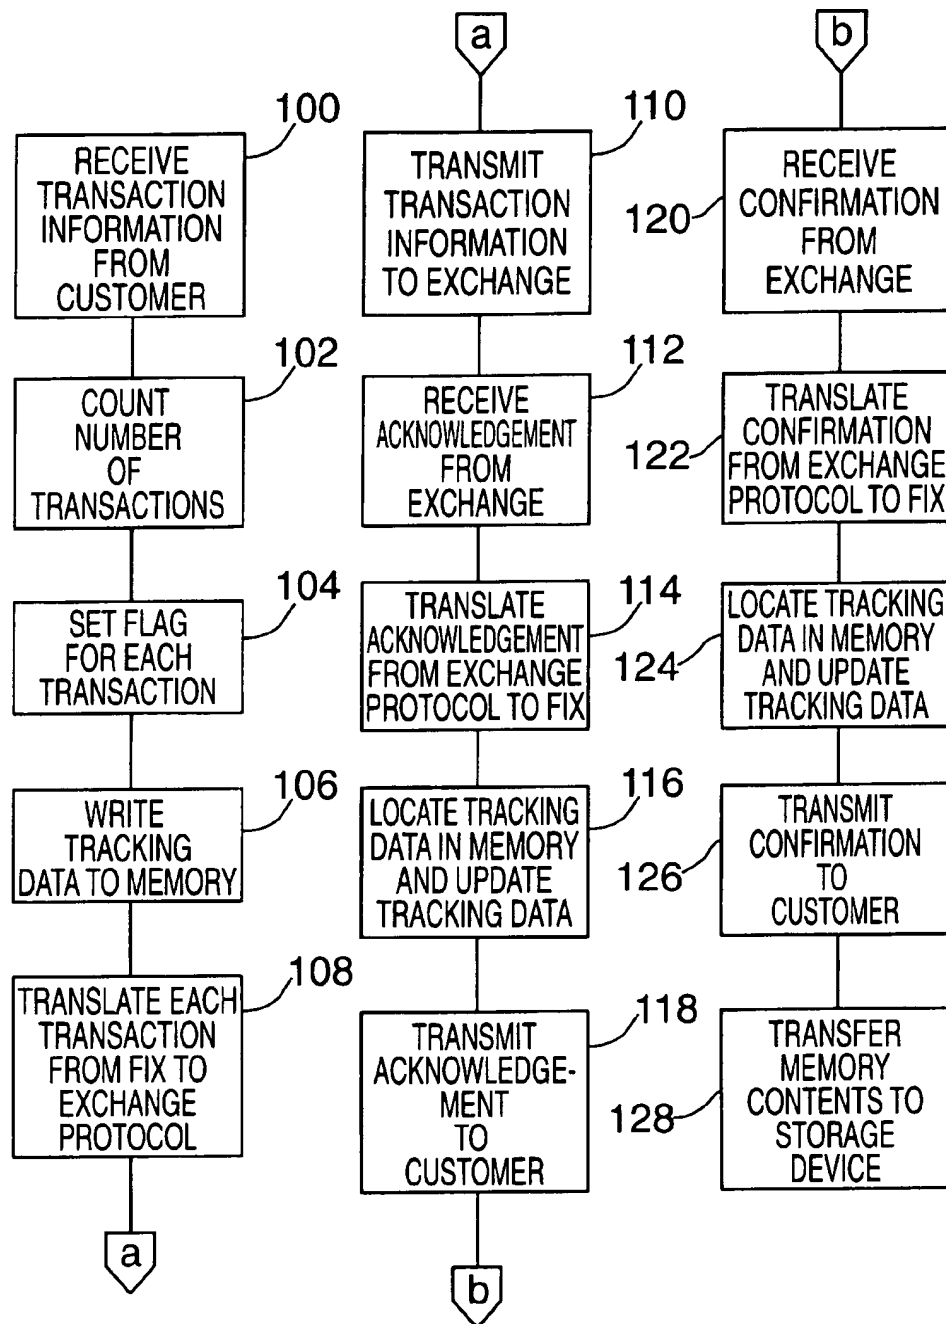 100
RECEIVE
TRANSACTION
INFORMATION
FROM
CUSTOMER
102
COUNT
NUMBER
OF
TRANSACTIONS
104
SET FLAG
FOR EACH
TRANSACTION
106
WRITE
TRACKING
DATA TO MEMORY
108
TRANSLATE EACH
TRANSACTION
FROM FIX TO
EXCHANGE
PROTOCOL
a
a
110
TRANSMIT
TRANSACTION
INFORMATION
TO EXCHANGE
112
RECEIVE
ACKNOWLEDGEMENT
FROM
EXCHANGE
114
TRANSLATE
ACKNOWLEDGEMENT
FROM EXCHANGE
PROTOCOL TO FIX
116
LOCATE TRACKING
DATA IN MEMORY
AND UPDATE
TRACKING DATA
118
TRANSMIT
ACKNOWLEDGE-
MENT
TO
CUSTOMER
b
b
120
RECEIVE
CONFIRMATION
FROM
EXCHANGE
122
TRANSLATE
CONFIRMATION
FROM EXCHANGE
PROTOCOL TO FIX
124
LOCATE TRACKING
DATA IN MEMORY
AND UPDATE
TRACKING DATA
126
TRANSMIT
CONFIRMATION
TO
CUSTOMER
128
TRANSFER
MEMORY
CONTENTS TO
STORAGE
DEVICE